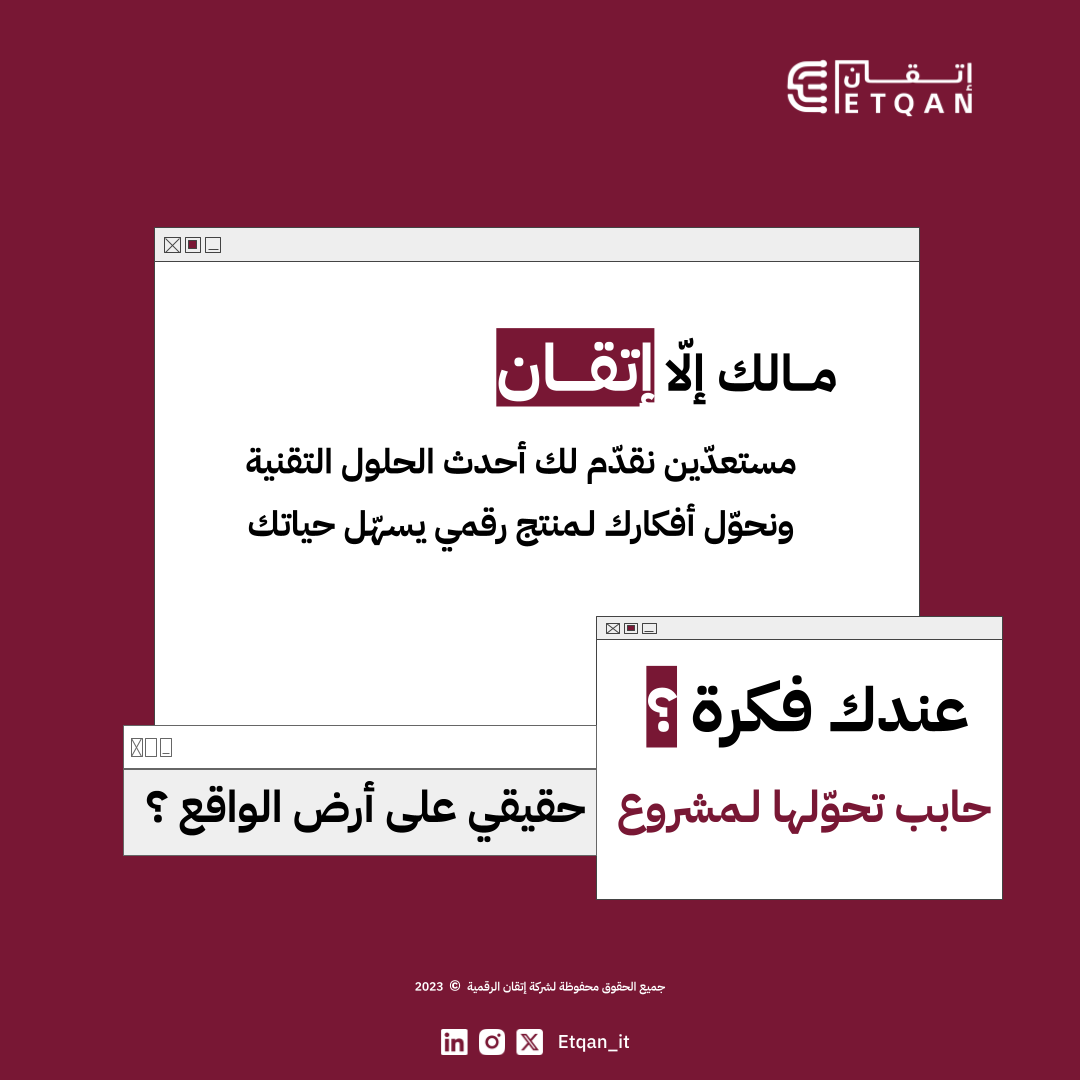 إتقان
ETQAN
مالك إلّا إتقان
مستعدّين نقدّم لك أحدث الحلول التقنية
ونحوّل أفكارك لمنتج رقمي يسهّل حياتك
عندك فكرة ؟
حابب تحوّلها لمشروع
حقيقي على أرض الواقع ؟
جميع الحقوق محفوظة لشركة إتقان الرقمية © 2023
Etqan_it